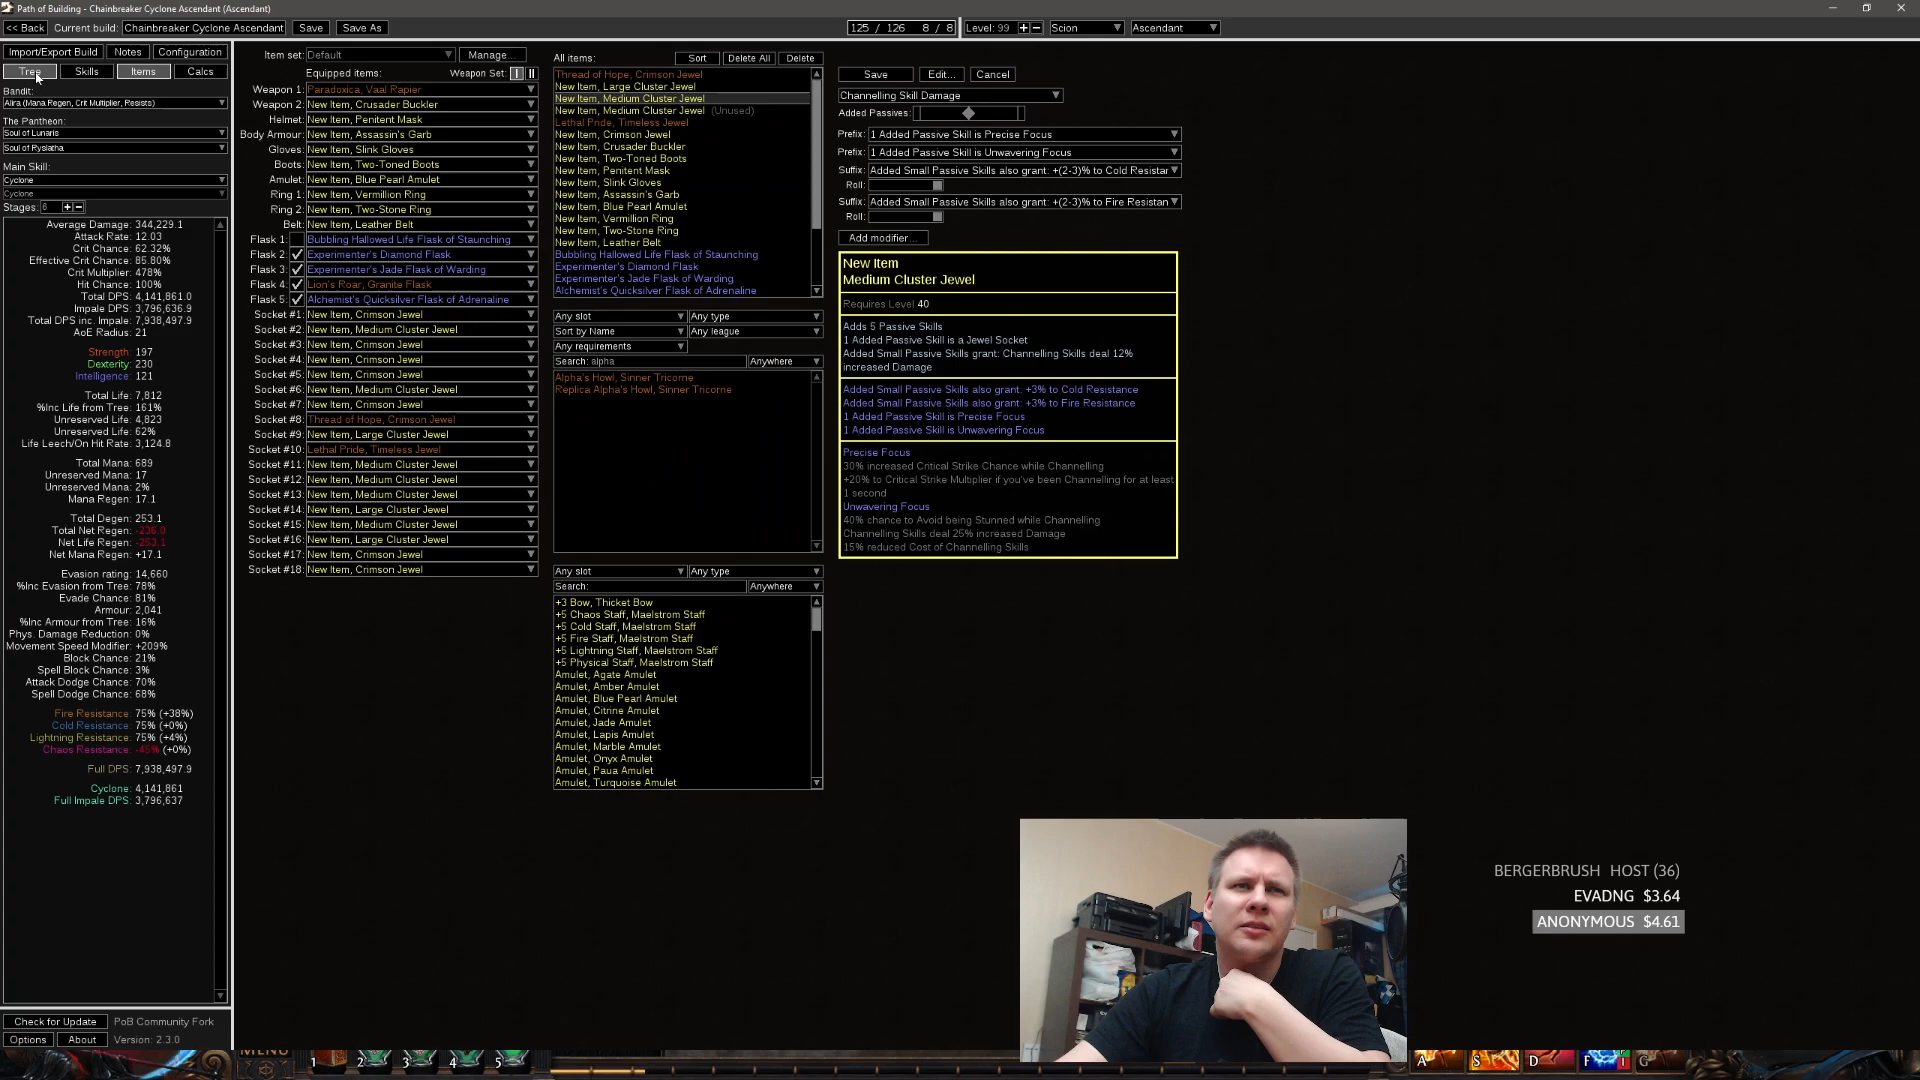 Path of Building - Chainbreaker Cyclone Ascendant (Ascendant)
<< Back Current build: Chainbreaker Cyclone Ascendant Save Save As 125 / 126 8 / 8 Level: 99 Scion Ascendant
Import/Export Build Notes Configuration
Tree Skills Items Calcs
Bandit:
Alira (Mana Regen, Crit Multiplier, Resists)
The Pantheon:
Soul of Lunaris
Soul of Ryslatha
Main Skill:
Cyclone
Cyclone
Stages: 6
Average Damage: 344,229.1
Attack Rate: 12.03
Crit Chance: 62.32%
Effective Crit Chance: 85.80%
Crit Multiplier: 478%
Hit Chance: 100%
Total DPS: 4,141,861.0
Impale DPS: 3,796,636.9
Total DPS inc. Impale: 7,938,497.9
AoE Radius: 21
Strength: 197
Dexterity: 230
Intelligence: 121
Total Life: 7,812
%Inc Life from Tree: 161%
Unreserved Life: 4,823
Unreserved Life: 62%
Life Leech/On Hit Rate: 3,124.8
Total Mana: 689
Unreserved Mana: 17
Unreserved Mana: 2%
Mana Regen: 17.1
Total Degen: 253.1
Total Net Regen: -236.0
Net Life Regen: -253.1
Net Mana Regen: +17.1
Evasion rating: 14,660
%Inc Evasion from Tree: 78%
Evade Chance: 81%
Armour: 2,041
%Inc Armour from Tree: 16%
Phys. Damage Reduction: 0%
Movement Speed Modifier: +209%
Block Chance: 21%
Spell Block Chance: 3%
Attack Dodge Chance: 70%
Spell Dodge Chance: 68%
Fire Resistance: 75% (+38%)
Cold Resistance: 75% (+0%)
Lightning Resistance: 75% (+4%)
Chaos Resistance: -45% (+0%)
Full DPS: 7,938,497.9
Cyclone: 4,141,861
Full Impale DPS: 3,796,637
Check for Update PoB Community Fork
Options About Version: 2.3.0
Item set: Default Manage...
Equipped items: Weapon Set: I II
Weapon 1: Paradoxica, Vaal Rapier
Weapon 2: New Item, Crusader Buckler
Helmet: New Item, Penitent Mask
Body Armour: New Item, Assassin's Garb
Gloves: New Item, Slink Gloves
Boots: New Item, Two-Toned Boots
Amulet: New Item, Blue Pearl Amulet
Ring 1: New Item, Vermillion Ring
Ring 2: New Item, Two-Stone Ring
Belt: New Item, Leather Belt
Flask 1: Bubbling Hallowed Life Flask of Staunching
Flask 2: Experimenter's Diamond Flask
Flask 3: Experimenter's Jade Flask of Warding
Flask 4: Lion's Roar, Granite Flask
Flask 5: Alchemist's Quicksilver Flask of Adrenaline
Socket #1: New Item, Crimson Jewel
Socket #2: New Item, Medium Cluster Jewel
Socket #3: New Item, Crimson Jewel
Socket #4: New Item, Crimson Jewel
Socket #5: New Item, Crimson Jewel
Socket #6: New Item, Medium Cluster Jewel
Socket #7: New Item, Crimson Jewel
Socket #8: Thread of Hope, Crimson Jewel
Socket #9: New Item, Large Cluster Jewel
Socket #10: Lethal Pride, Timeless Jewel
Socket #11: New Item, Medium Cluster Jewel
Socket #12: New Item, Medium Cluster Jewel
Socket #13: New Item, Medium Cluster Jewel
Socket #14: New Item, Large Cluster Jewel
Socket #15: New Item, Medium Cluster Jewel
Socket #16: New Item, Large Cluster Jewel
Socket #17: New Item, Crimson Jewel
Socket #18: New Item, Crimson Jewel
All items: Sort Delete All Delete
Thread of Hope, Crimson Jewel
New Item, Large Cluster Jewel
New Item, Medium Cluster Jewel
New Item, Medium Cluster Jewel (Unused)
Lethal Pride, Timeless Jewel
New Item, Crimson Jewel
New Item, Crusader Buckler
New Item, Two-Toned Boots
New Item, Penitent Mask
New Item, Slink Gloves
New Item, Assassin's Garb
New Item, Blue Pearl Amulet
New Item, Vermillion Ring
New Item, Two-Stone Ring
New Item, Leather Belt
Bubbling Hallowed Life Flask of Staunching
Experimenter's Diamond Flask
Experimenter's Jade Flask of Warding
Alchemist's Quicksilver Flask of Adrenaline
Any slot Any type
Sort by Name Any league
Any requirements
Search: alpha Anywhere
Alpha's Howl, Sinner Tricorne
Replica Alpha's Howl, Sinner Tricorne
Any slot Any type
Search: Anywhere
+3 Bow, Thicket Bow
+5 Chaos Staff, Maelstrom Staff
+5 Cold Staff, Maelstrom Staff
+5 Fire Staff, Maelstrom Staff
+5 Lightning Staff, Maelstrom Staff
+5 Physical Staff, Maelstrom Staff
Amulet, Agate Amulet
Amulet, Amber Amulet
Amulet, Blue Pearl Amulet
Amulet, Citrine Amulet
Amulet, Jade Amulet
Amulet, Lapis Amulet
Amulet, Marble Amulet
Amulet, Onyx Amulet
Amulet, Paua Amulet
Amulet, Turquoise Amulet
Save Edit... Cancel
Channelling Skill Damage
Added Passives:
Prefix: 1 Added Passive Skill is Precise Focus
Prefix: 1 Added Passive Skill is Unwavering Focus
Suffix: Added Small Passive Skills also grant: +(2-3)% to Cold Resistar
Roll:
Suffix: Added Small Passive Skills also grant: +(2-3)% to Fire Resistan
Roll:
Add modifier...
New Item
Medium Cluster Jewel
Requires Level 40
Adds 5 Passive Skills
1 Added Passive Skill is a Jewel Socket
Added Small Passive Skills grant: Channelling Skills deal 12%
increased Damage
Added Small Passive Skills also grant: +3% to Cold Resistance
Added Small Passive Skills also grant: +3% to Fire Resistance
1 Added Passive Skill is Precise Focus
1 Added Passive Skill is Unwavering Focus
Precise Focus
30% increased Critical Strike Chance while Channelling
+20% to Critical Strike Multiplier if you've been Channelling for at least
1 second
Unwavering Focus
40% chance to Avoid being Stunned while Channelling
Channelling Skills deal 25% increased Damage
15% reduced Cost of Channelling Skills
BERGERBRUSH HOST (36)
EVADNG $3.64
ANONYMOUS $4.61
MENU 1 2 3 4 5 A S D F G